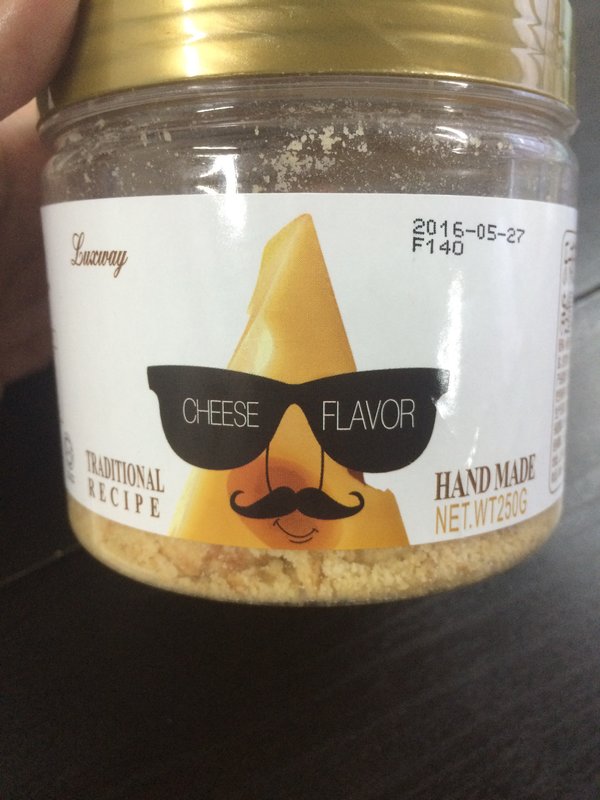 Luxway
2016-05-27
F140
CHEESE FLAVOR
TRADITIONAL
RECIPE
HAND MADE
NET.WT250G